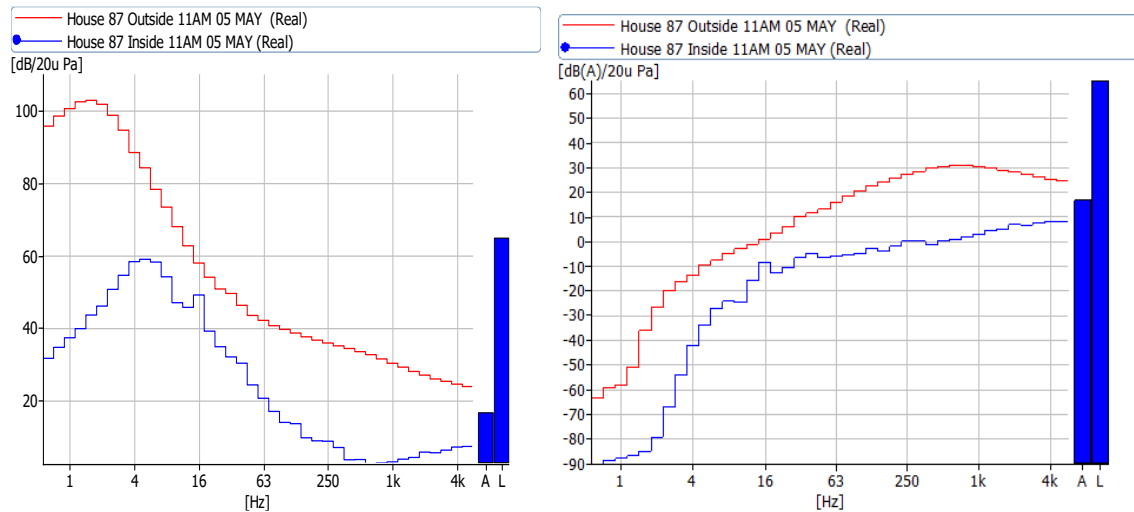 House 87 Outside 11AM 05 MAY (Real)
House 87 Inside 11AM 05 MAY (Real)
[dB/20u Pa]
100
80
60
40
20
1 4 16 63 250 1k 4k A L
[Hz]
House 87 Outside 11AM 05 MAY (Real)
House 87 Inside 11AM 05 MAY (Real)
[dB(A)/20u Pa]
60
50
40
30
20
10
0
-10
-20
-30
-40
-50
-60
-70
-80
-90
1 4 16 63 250 1k 4k A L
[Hz]